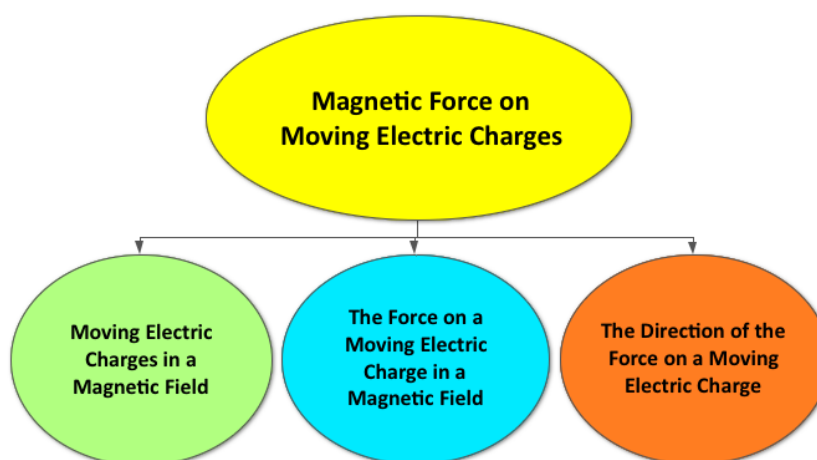 Magnetic Force on
Moving Electric Charges
Moving Electric
Charges in a
Magnetic Field
The Force on a
Moving Electric
Charge in a
Magnetic Field
The Direction of the
Force on a Moving
Electric Charge